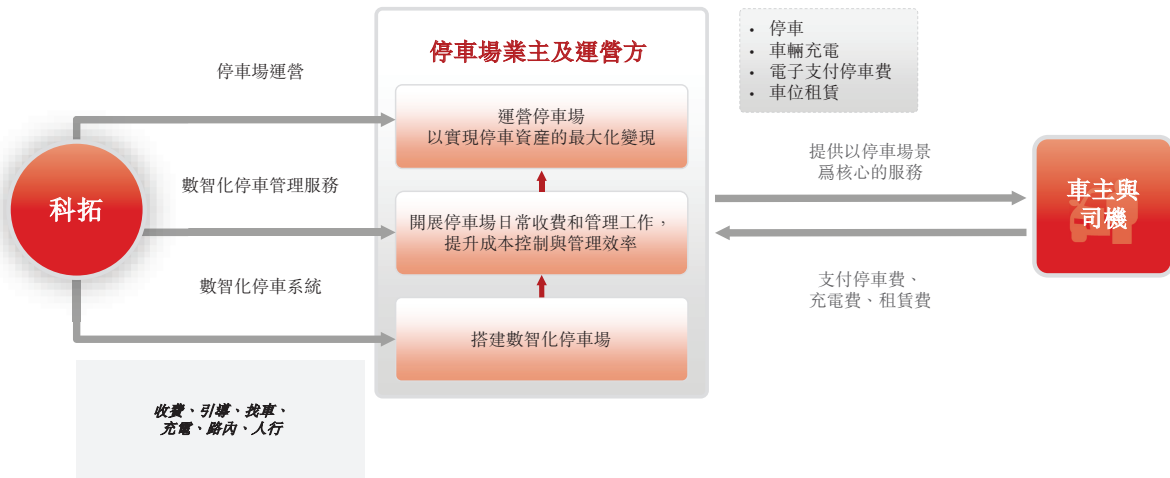 科拓
停車場運營
數智化停車管理服務
數智化停車系統
收費、引導、找車、
充電、路內、人行
停車場業主及運營方
運營停車場
以實現停車資產的最大化變現
開展停車場日常收費和管理工作，
提升成本控制與管理效率
搭建數智化停車場
• 停車
• 車輛充電
• 電子支付停車費
• 車位租賃
提供以停車場景
爲核心的服務
支付停車費、
充電費、租賃費
車主與
司機